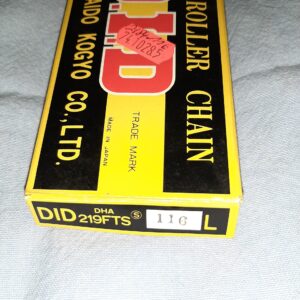 ROLLER CHAIN
DID
TRADE MARK
MADE IN JAPAN
AIDO KOGYO CO.,LTD.
DID DHA 219FTS S 116 L